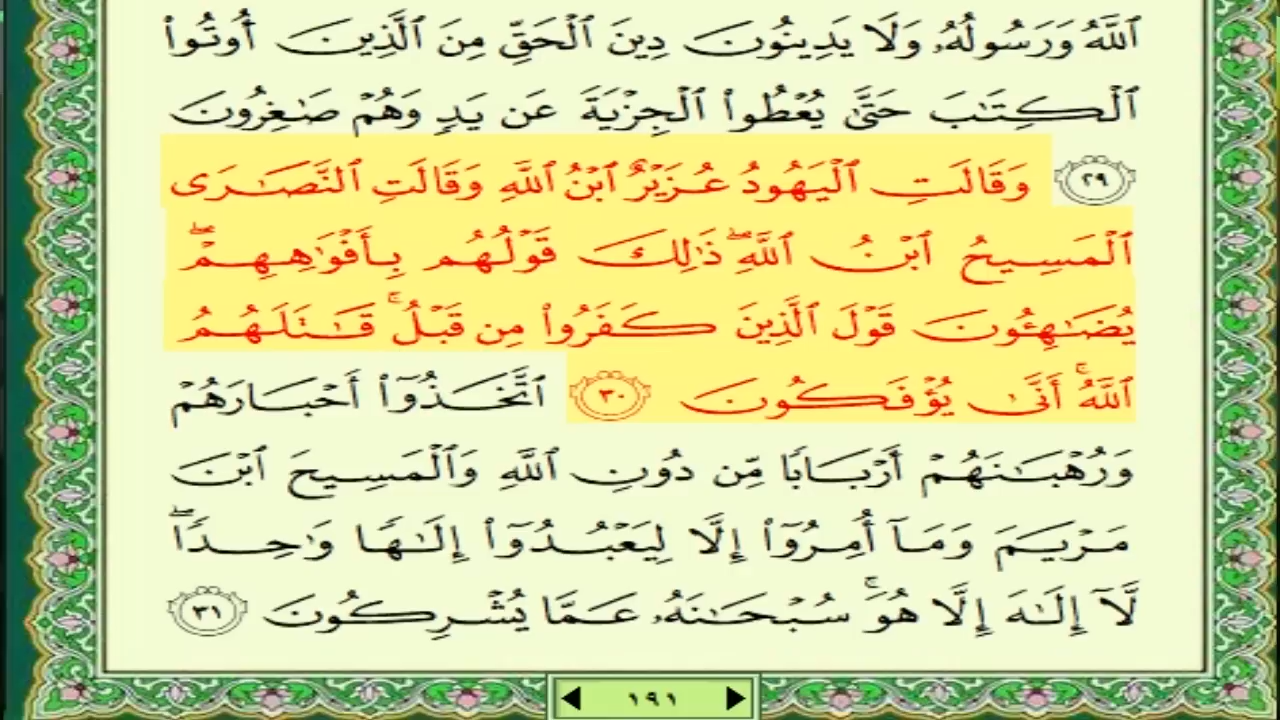 ٱللَّهُ وَرَسُولُهُۥ وَلَا يَدِينُونَ دِينَ ٱلْحَقِّ مِنَ ٱلَّذِينَ أُوتُوا۟
ٱلْكِتَٰبَ حَتَّىٰ يُعْطُوا۟ ٱلْجِزْيَةَ عَن يَدٍ وَهُمْ صَٰغِرُونَ
٢٩ وَقَالَتِ ٱلْيَهُودُ عُزَيْرٌ ٱبْنُ ٱللَّهِ وَقَالَتِ ٱلنَّصَٰرَى
ٱلْمَسِيحُ ٱبْنُ ٱللَّهِ ۖ ذَٰلِكَ قَوْلُهُم بِأَفْوَٰهِهِمْ ۖ
يُضَٰهِـُٔونَ قَوْلَ ٱلَّذِينَ كَفَرُوا۟ مِن قَبْلُ ۚ قَٰتَلَهُمُ
ٱللَّهُ ۚ أَنَّىٰ يُؤْفَكُونَ ٣٠ ٱتَّخَذُوٓا۟ أَحْبَارَهُمْ
وَرُهْبَٰنَهُمْ أَرْبَابًا مِّن دُونِ ٱللَّهِ وَٱلْمَسِيحَ ٱبْنَ
مَرْيَمَ وَمَآ أُمِرُوٓا۟ إِلَّا لِيَعْبُدُوٓا۟ إِلَٰهًا وَٰحِدًا ۖ
لَّآ إِلَٰهَ إِلَّا هُوَ ۚ سُبْحَٰنَهُۥ عَمَّا يُشْرِكُونَ ٣١
١٩١